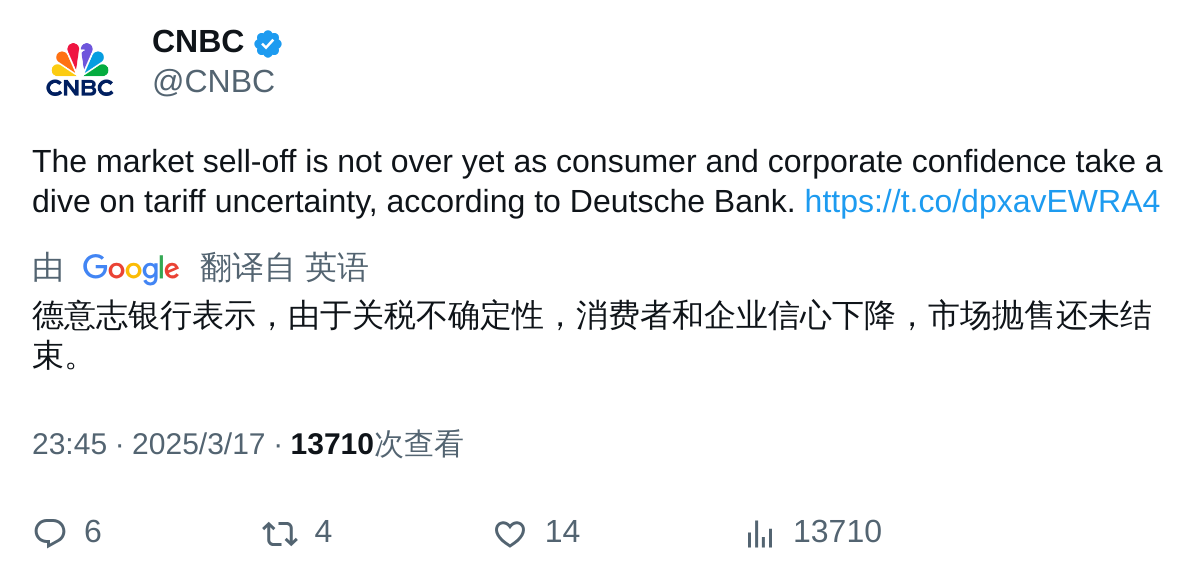 CNBC
CNBC
@CNBC
The market sell-off is not over yet as consumer and corporate confidence take a
dive on tariff uncertainty, according to Deutsche Bank. https://t.co/dpxavEWRA4
由 Google 翻译自 英语
德意志银行表示，由于关税不确定性，消费者和企业信心下降，市场抛售还未结
束。
23:45 · 2025/3/17 · 13710次查看
6 4 14 13710